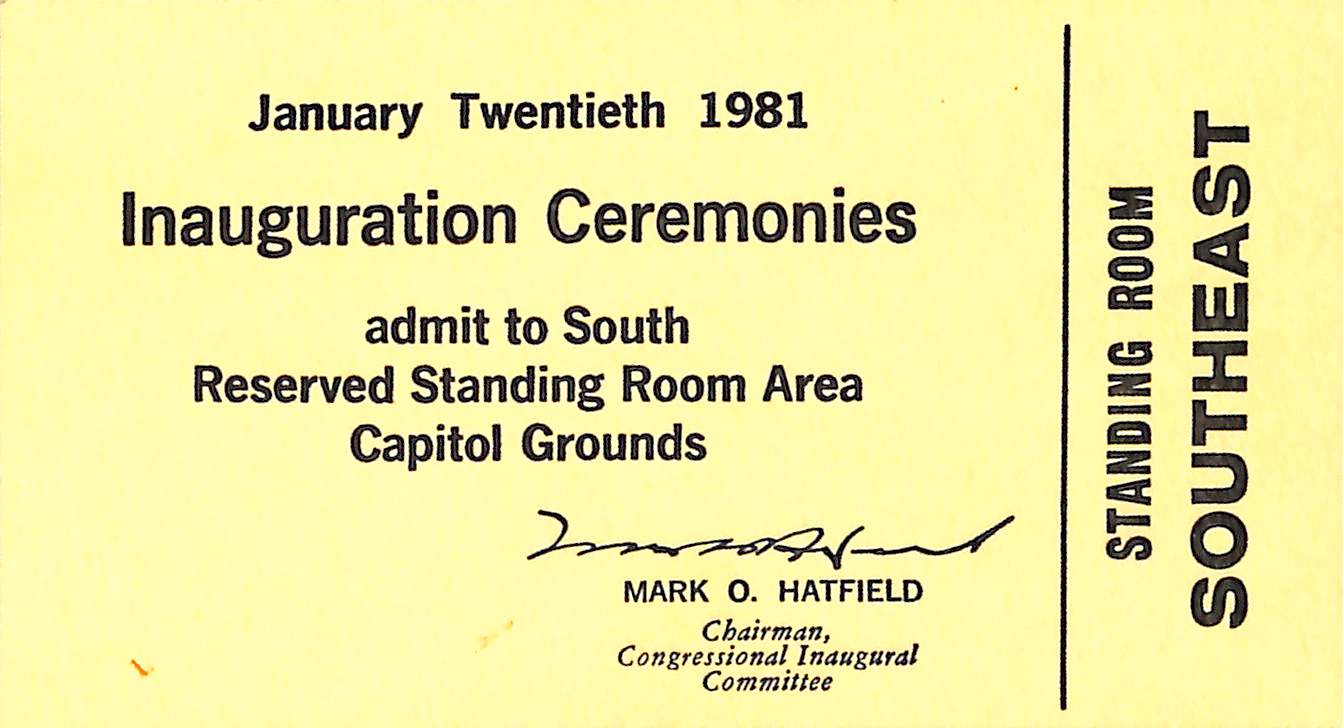 January Twentieth 1981
Inauguration Ceremonies
admit to South
Reserved Standing Room Area
Capitol Grounds
MARK O. HATFIELD
Chairman,
Congressional Inaugural
Committee
STANDING ROOM
SOUTHEAST